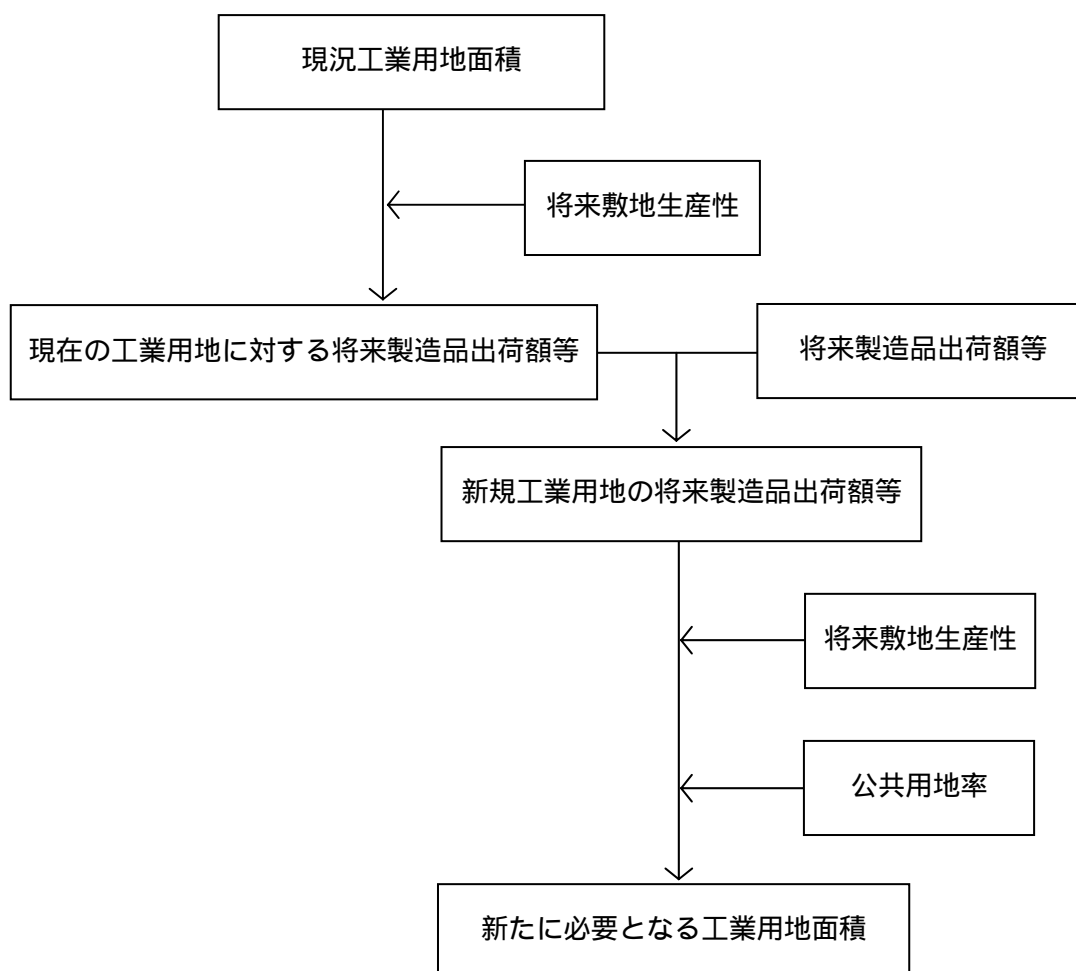 現況工業用地面積
将来敷地生産性
現在の工業用地に対する将来製造品出荷額等
将来製造品出荷額等
新規工業用地の将来製造品出荷額等
将来敷地生産性
公共用地率
新たに必要となる工業用地面積